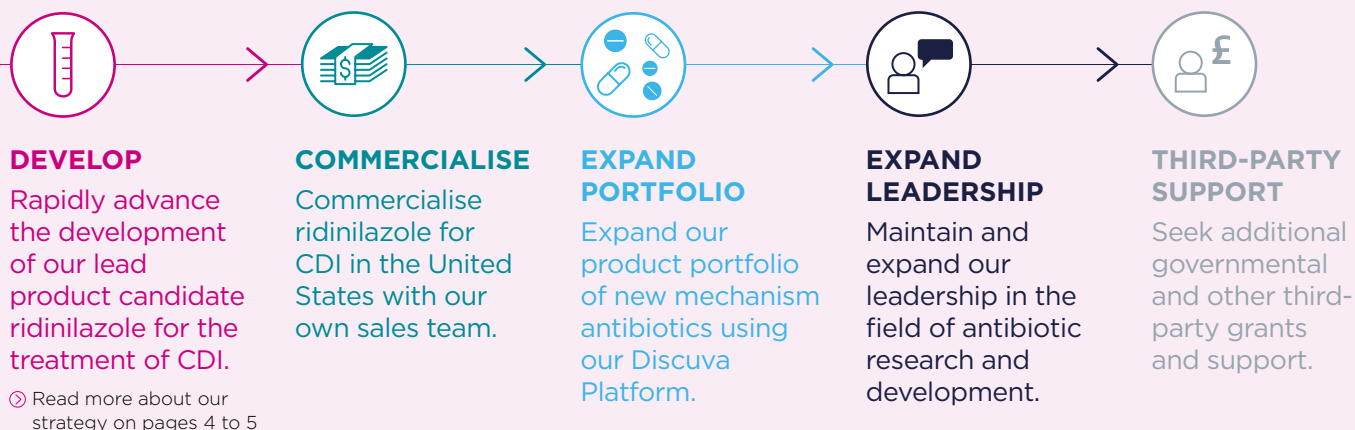 $
£
DEVELOP
Rapidly advance
the development
of our lead
product candidate
ridinilazole for the
treatment of CDI.
Read more about our
strategy on pages 4 to 5
COMMERCIALISE
Commercialise
ridinilazole for
CDI in the United
States with our
own sales team.
EXPAND
PORTFOLIO
Expand our
product portfolio
of new mechanism
antibiotics using
our Discuva
Platform.
EXPAND
LEADERSHIP
Maintain and
expand our
leadership in the
field of antibiotic
research and
development.
THIRD-PARTY
SUPPORT
Seek additional
governmental
and other third-
party grants
and support.